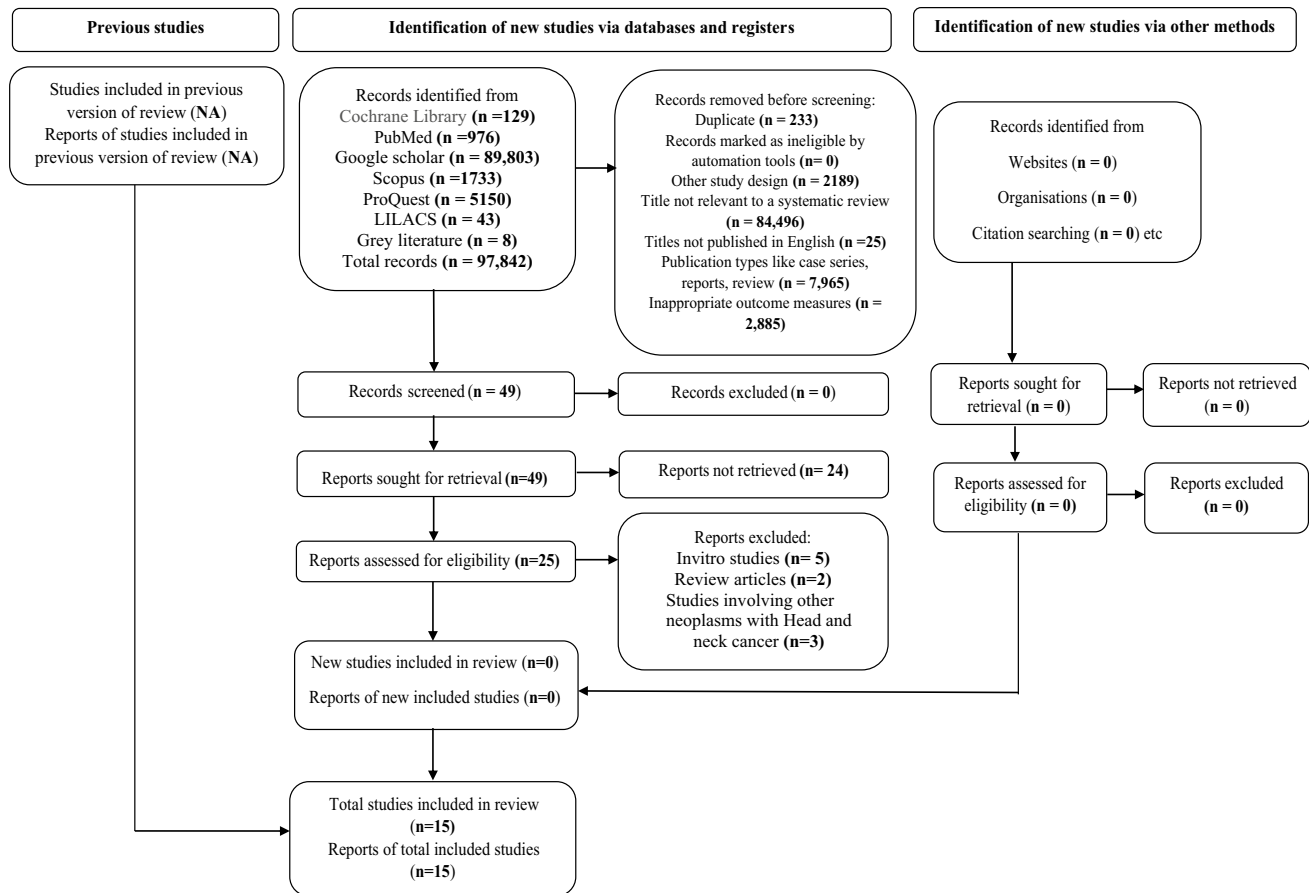 Previous studies
Identification of new studies via databases and registers
Identification of new studies via other methods
Studies included in previous
version of review (NA)
Reports of studies included in
previous version of review (NA)
Records identified from
Cochrane Library (n =129)
PubMed (n =976)
Google scholar (n = 89,803)
Scopus (n =1733)
ProQuest (n = 5150)
LILACS (n = 43)
Grey literature (n = 8)
Total records (n = 97,842)
Records removed before screening:
Duplicate (n = 233)
Records marked as ineligible by
automation tools (n= 0)
Other study design (n = 2189)
Title not relevant to a systematic review
(n = 84,496)
Titles not published in English (n =25)
Publication types like case series,
reports, review (n = 7,965)
Inappropriate outcome measures (n =
2,885)
Records identified from
Websites (n = 0)
Organisations (n = 0)
Citation searching (n = 0) etc
Records screened (n = 49)
Records excluded (n = 0)
Reports sought for
retrieval (n = 0)
Reports not retrieved
(n = 0)
Reports sought for retrieval (n=49)
Reports not retrieved (n= 24)
Reports assessed for
eligibility (n = 0)
Reports excluded
(n = 0)
Reports assessed for eligibility (n=25)
Reports excluded:
Invitro studies (n= 5)
Review articles (n=2)
Studies involving other
neoplasms with Head and
neck cancer (n=3)
New studies included in review (n=0)
Reports of new included studies (n=0)
Total studies included in review
(n=15)
Reports of total included studies
(n=15)